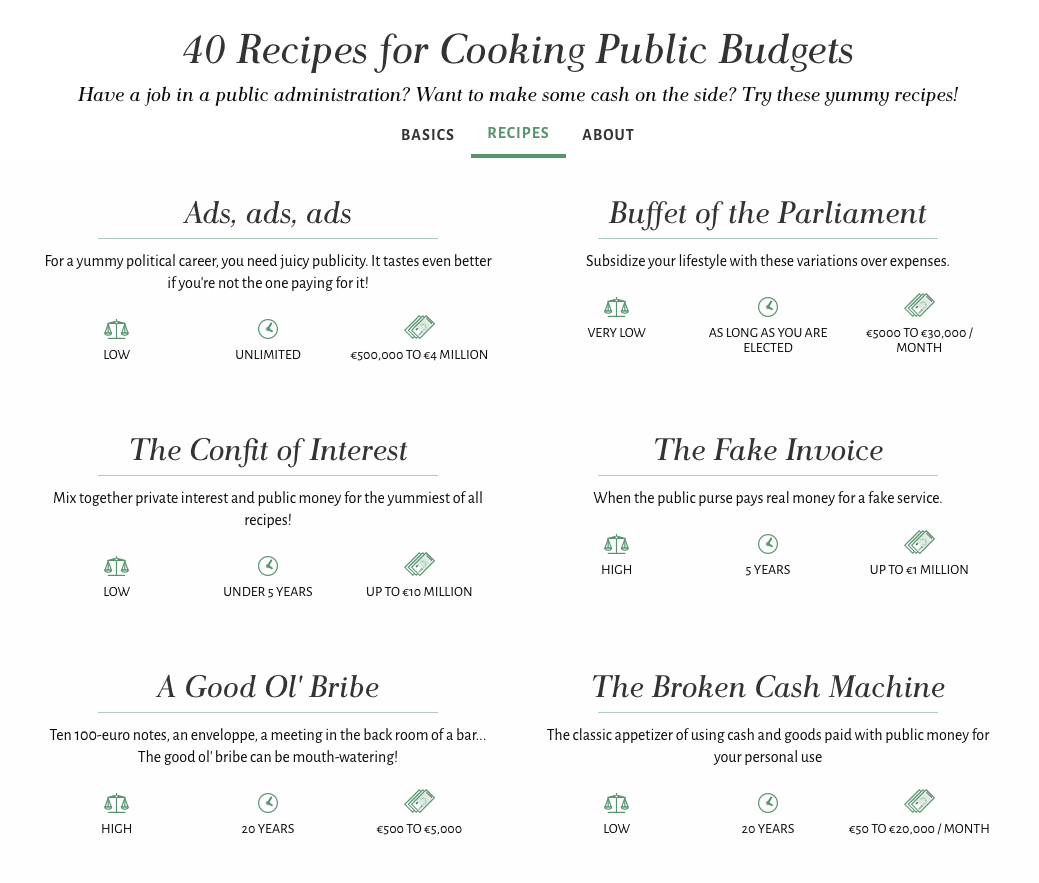 40 Recipes for Cooking Public Budgets
Have a job in a public administration? Want to make some cash on the side? Try these yummy recipes!
BASICS RECIPES ABOUT
Ads, ads, ads
For a yummy political career, you need juicy publicity. It tastes even better
if you're not the one paying for it!
LOW UNLIMITED €500,000 TO €4 MILLION
Buffet of the Parliament
Subsidize your lifestyle with these variations over expenses.
VERY LOW AS LONG AS YOU ARE €5000 TO €30,000 /
ELECTED MONTH
The Confit of Interest
Mix together private interest and public money for the yummiest of all
recipes!
LOW UNDER 5 YEARS UP TO €10 MILLION
The Fake Invoice
When the public purse pays real money for a fake service.
HIGH 5 YEARS UP TO €1 MILLION
A Good Ol' Bribe
Ten 100-euro notes, an enveloppe, a meeting in the back room of a bar...
The good ol' bribe can be mouth-watering!
HIGH 20 YEARS €500 TO €5,000
The Broken Cash Machine
The classic appetizer of using cash and goods paid with public money for
your personal use
LOW 20 YEARS €50 TO €20,000 / MONTH